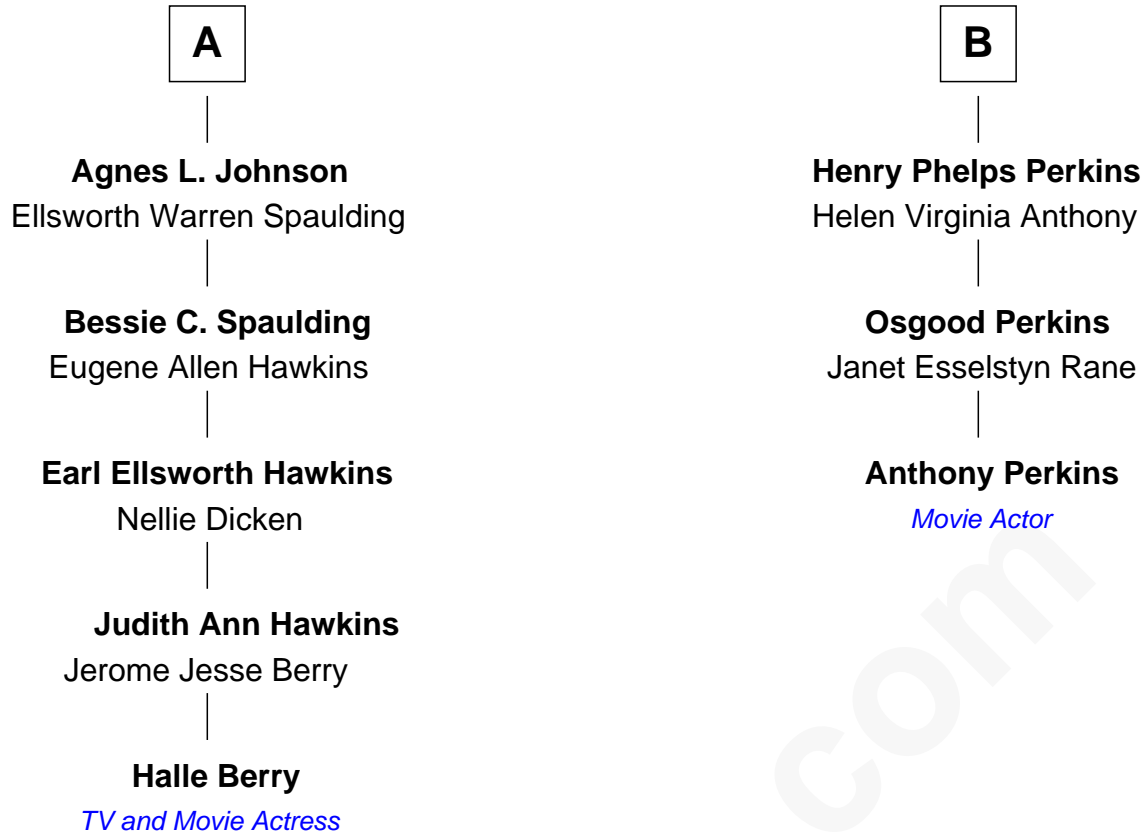 A
Agnes L. Johnson
Ellsworth Warren Spaulding
Bessie C. Spaulding
Eugene Allen Hawkins
Earl Ellsworth Hawkins
Nellie Dicken
Judith Ann Hawkins
Jerome Jesse Berry
Halle Berry
TV and Movie Actress
B
Henry Phelps Perkins
Helen Virginia Anthony
Osgood Perkins
Janet Esselstyn Rane
Anthony Perkins
Movie Actor
com